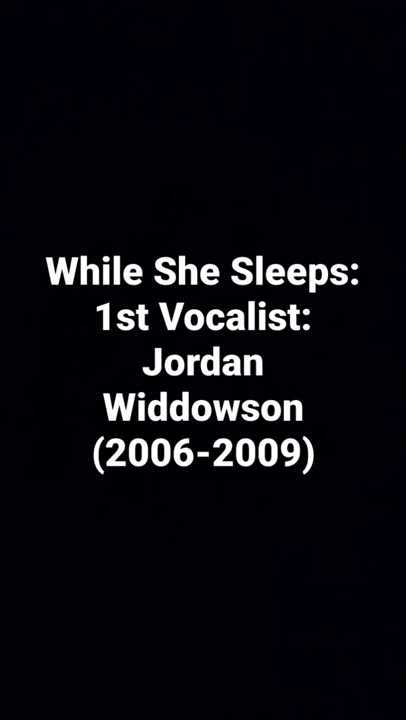 While She Sleeps:
1st Vocalist:
Jordan
Widdowson
(2006-2009)